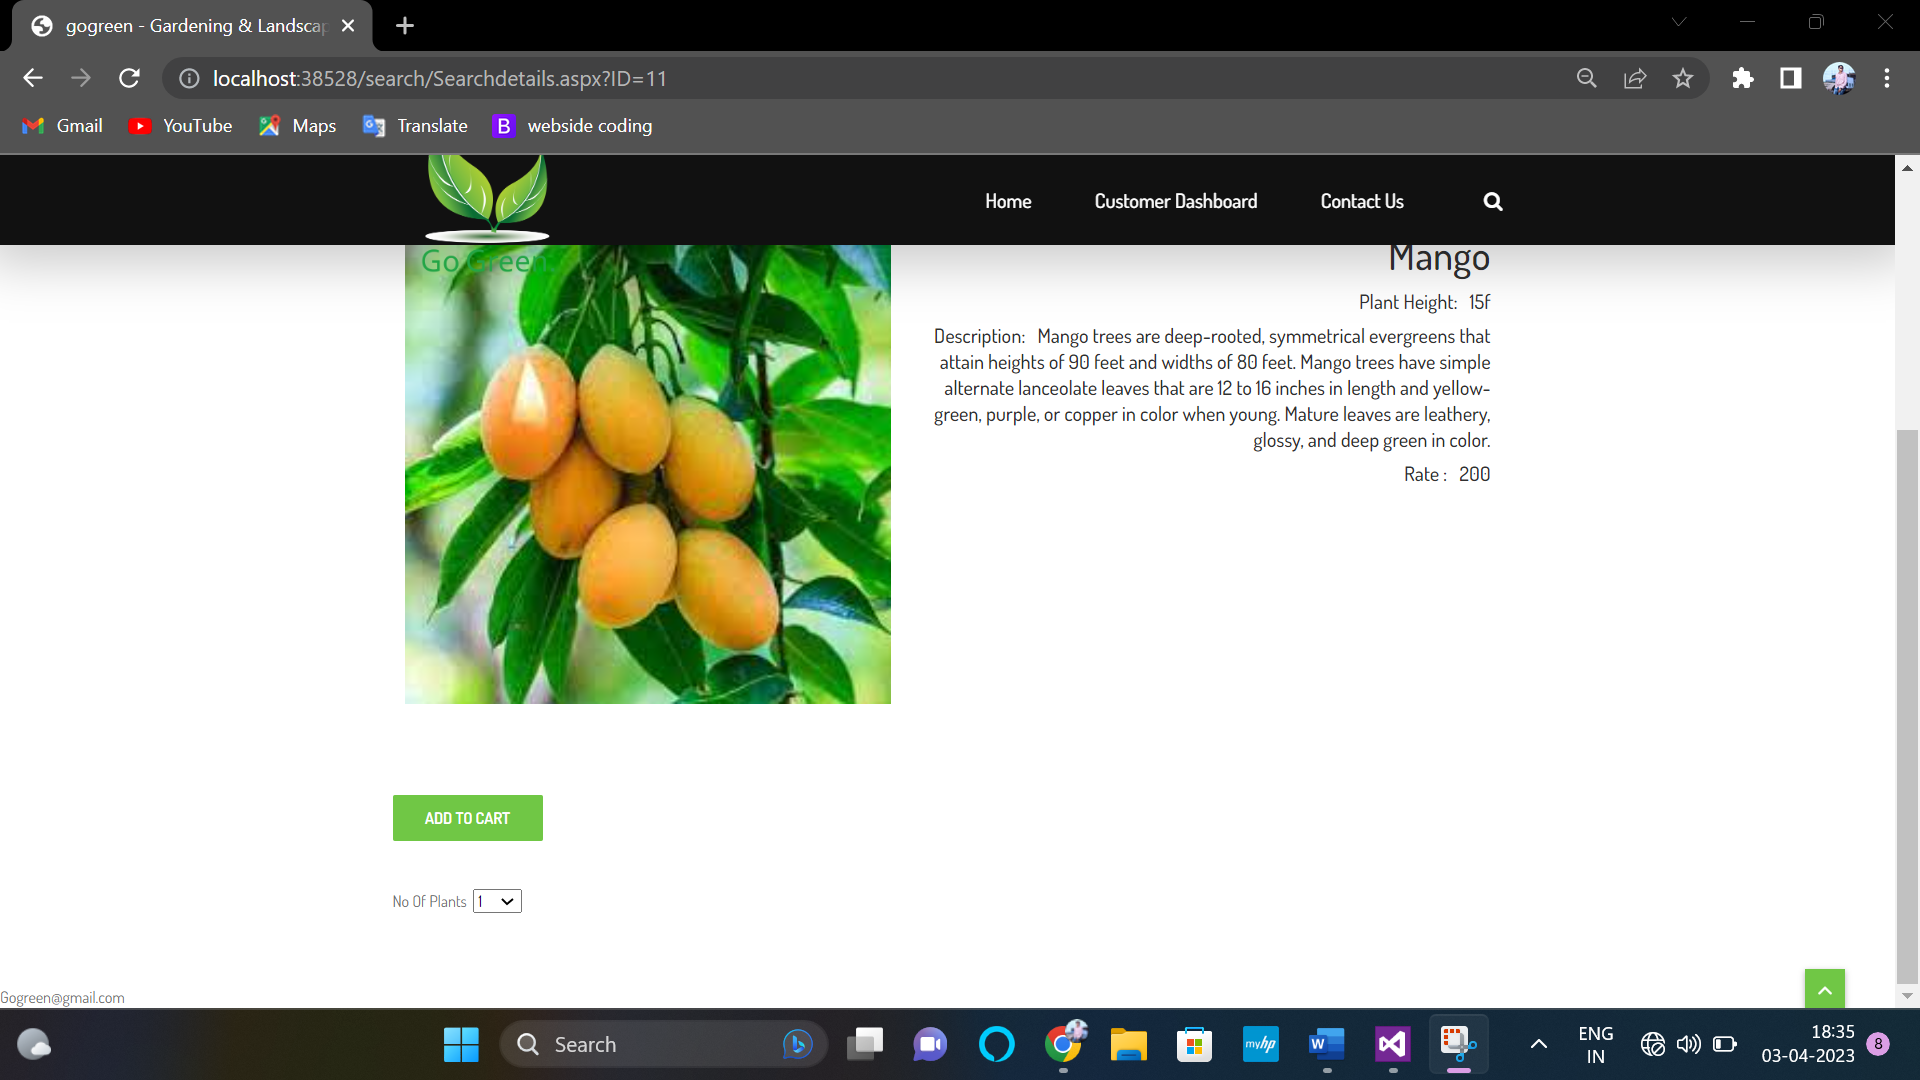 gogreen - Gardening & Landscap
localhost:38528/search/Searchdetails.aspx?ID=11
Gmail
YouTube
Maps
Translate
B
webside coding
Home
Customer Dashboard
Contact Us
Go Green
Mango
Plant Height: 15f
Description: Mango trees are deep-rooted, symmetrical evergreens that
attain heights of 90 feet and widths of 80 feet. Mango trees have simple
alternate lanceolate leaves that are 12 to 16 inches in length and yellow-
green, purple, or copper in color when young. Mature leaves are leathery,
glossy, and deep green in color.
Rate : 200
ADD TO CART
No Of Plants 1
Gogreen@gmail.com
Search
myhp
W
ENG
IN
18:35
03-04-2023
8